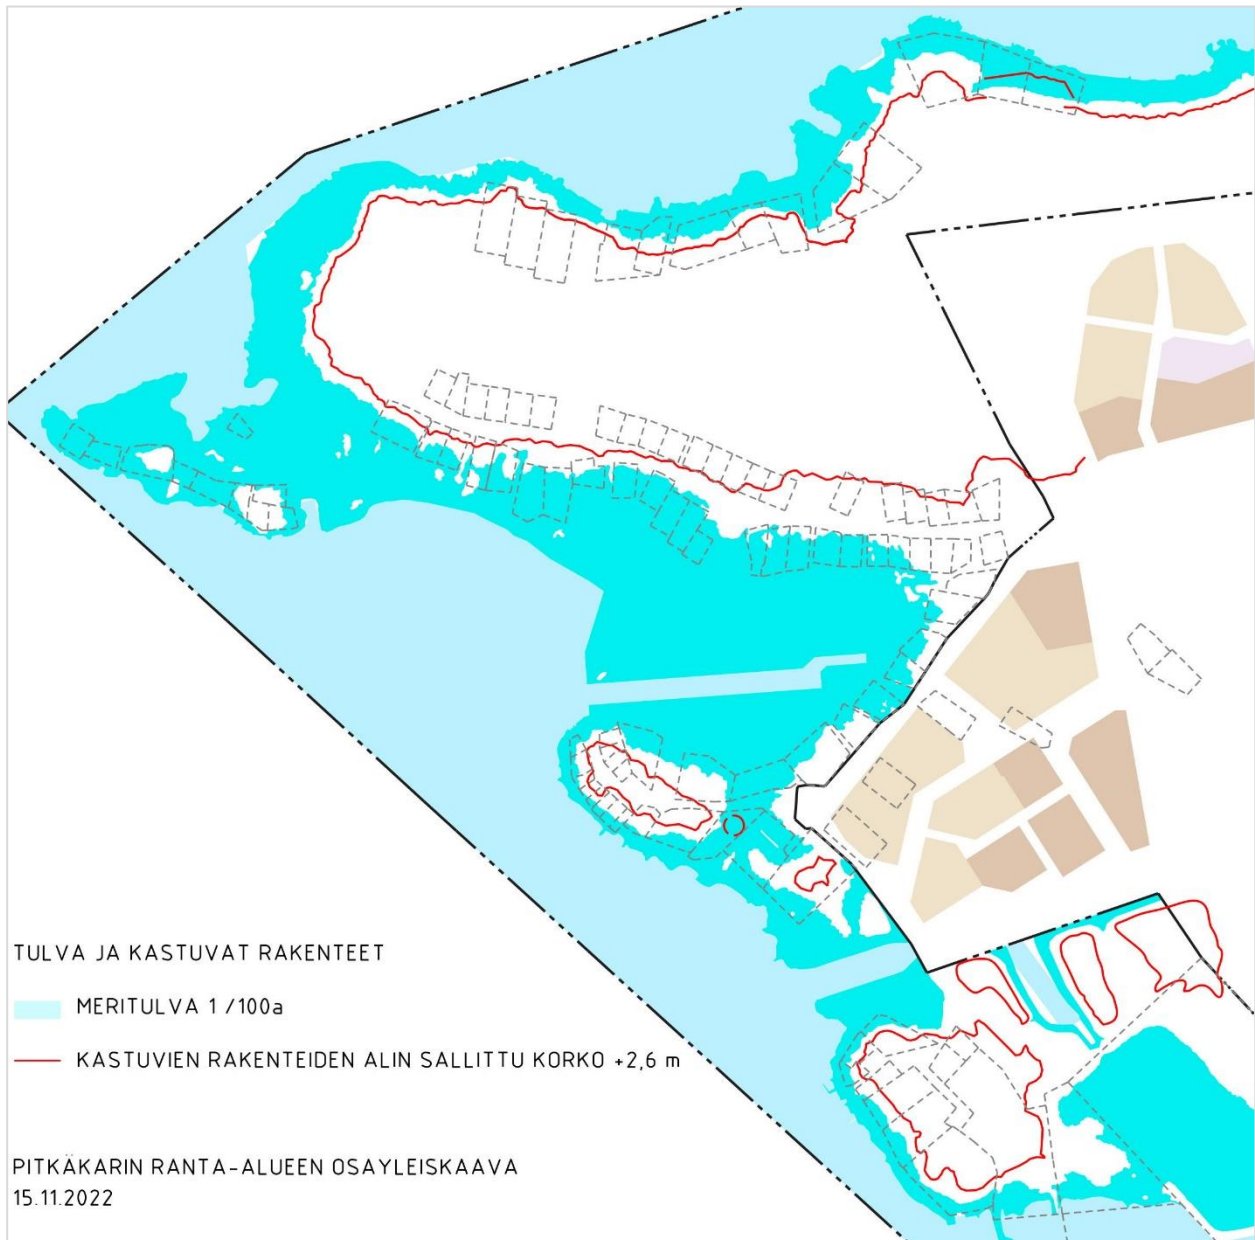 TULVA JA KASTUVAT RAKENTEET
MERITULVA 1 /100a
KASTUVIEN RAKENTEIDEN ALIN SALLITTU KORKO +2,6 m
PITKÄKARIN RANTA-ALUEEN OSAYLEISKAAVA
15.11.2022